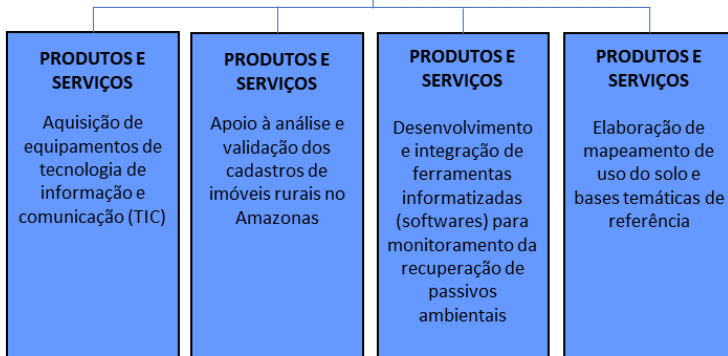 PRODUTOS E
SERVIÇOS
Aquisição de
equipamentos de
tecnologia de
informação e
comunicação (TIC)
PRODUTOS E
SERVIÇOS
Apoio à análise e
validação dos
cadastros de
imóveis rurais no
Amazonas
PRODUTOS E
SERVIÇOS
Desenvolvimento
e integração de
ferramentas
informatizadas
(softwares) para
monitoramento da
recuperação de
passivos
ambientais
PRODUTOS E
SERVIÇOS
Elaboração de
mapeamento de
uso do solo e
bases temáticas de
referência